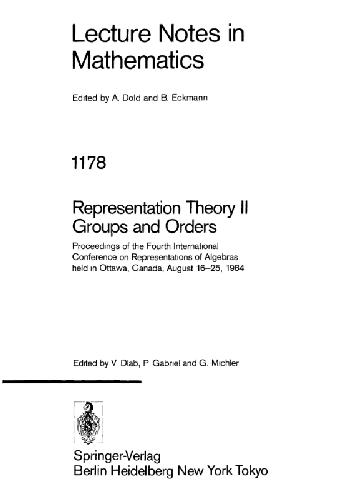 Lecture Notes in
Mathematics
Edited by A. Dold and B. Eckmann
1178
Representation Theory II
Groups and Orders
Proceedings of the Fourth International
Conference on Representations of Algebras
held in Ottawa, Canada, August 16-25, 1984
Edited by V. Dlab, P. Gabriel and G. Michler
Springer-Verlag
Berlin Heidelberg New York Tokyo